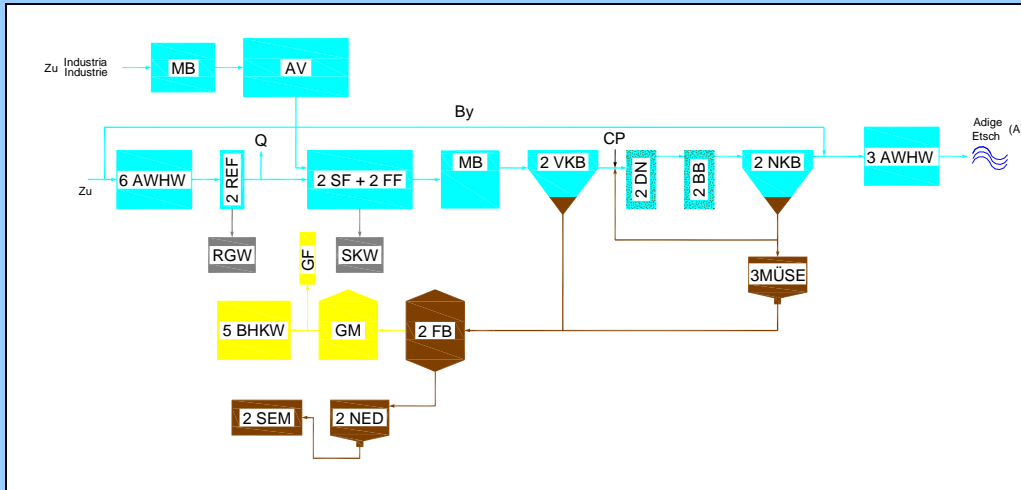 Zu
Industria
Industrie
MB
AV
By
Q
CP
Adige
Etsch
(A
Zu
6 AWHW
2 REF
2 SF + 2 FF
MB
2 VKB
2 DN
2 BB
2 NKB
3 AWHW
RGW
GF
SKW
3MÜSE
5 BHKW
GM
2 FB
2 SEM
2 NED